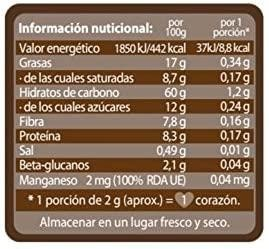 Información nutricional: por 100g por 1 porción*
Valor energético 1850 kJ/442 kcal 37kJ/8,8 kcal
Grasas 17 g 0,34 g
· de las cuales saturadas 8,7 g 0,17 g
Hidratos de carbono 60 g 1,2 g
· de los cuales azúcares 12 g 0,24 g
Fibra 7,8 g 0,16 g
Proteína 8,3 g 0,17 g
Sal 0,49 g 0,01 g
Beta-glucanos 2,1 g 0,04 g
Manganeso 2 mg (100% RDA UE) 0,04 mg
* 1 porción de 2 g (aprox.) = 1 corazón.
Almacenar en un lugar fresco y seco.